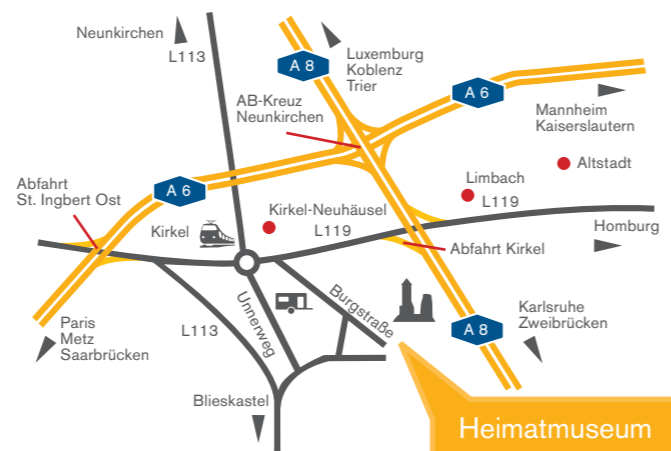 Neunkirchen
L113
A 8
Luxemburg
Koblenz
Trier
A 6
AB-Kreuz
Neunkirchen
Mannheim
Kaiserslautern
Abfahrt
St. Ingbert Ost
A 6
Altstadt
Limbach
L119
Kirkel
Kirkel-Neuhäusel
L119
Homburg
Abfahrt Kirkel
Paris
Metz
Saarbrücken
L113
Unnerweg
Burgstraße
A 8
Karlsruhe
Zweibrücken
Blieskastel
Heimatmuseum